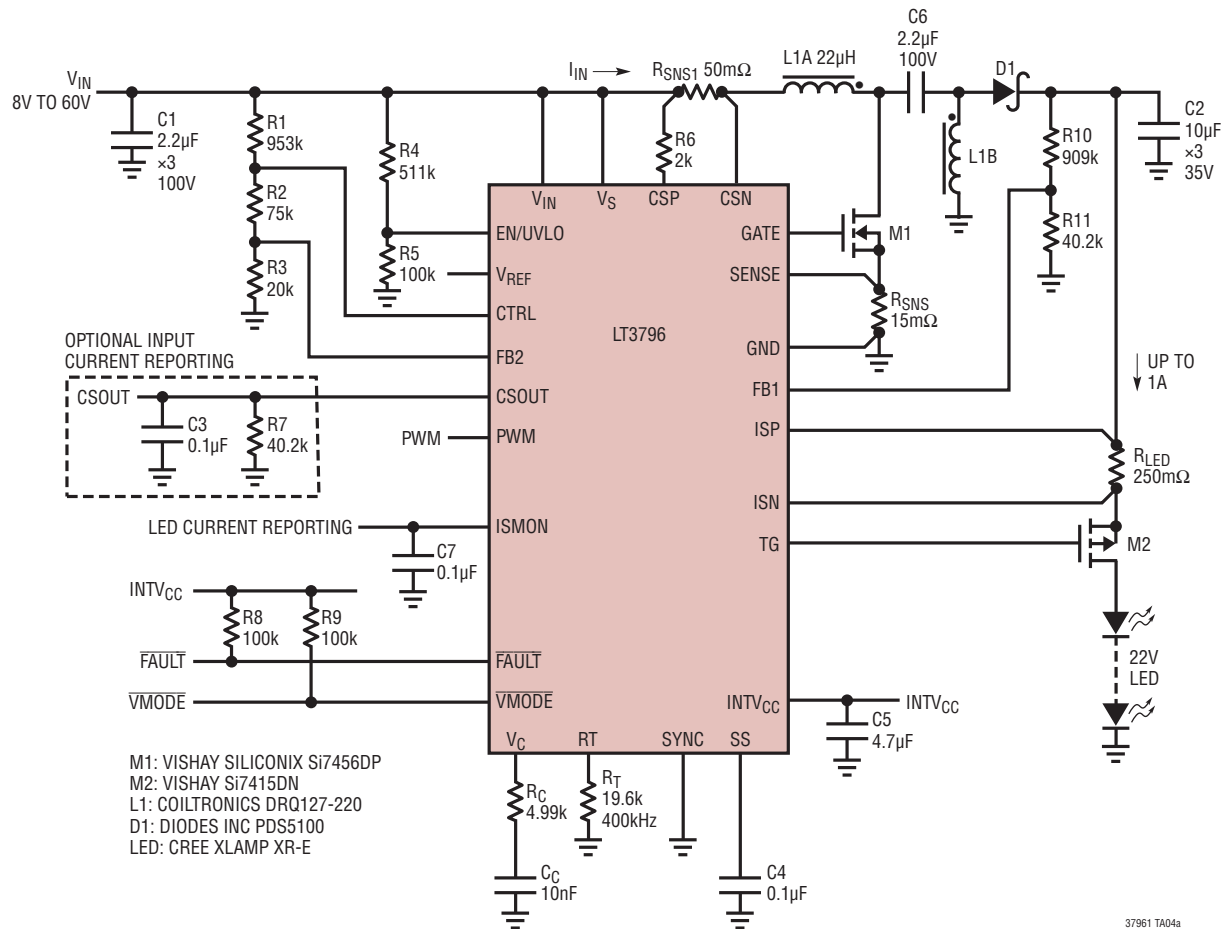 V_IN
8V TO 60V
C1
2.2µF
×3
100V
R1
953k
R2
75k
R3
20k
R4
511k
R5
100k
I_IN
R_SNS1 50mΩ
R6
2k
L1A 22µH
C6
2.2µF
100V
D1
L1B
R10
909k
R11
40.2k
C2
10µF
×3
35V
V_IN
V_S
CSP
CSN
EN/UVLO
V_REF
CTRL
FB2
CSOUT
PWM
ISMON
FAULT
VMODE
V_C
RT
SYNC
SS
LT3796
GATE
SENSE
GND
FB1
ISP
ISN
TG
INTV_CC
M1
R_SNS
15mΩ
UP TO
1A
R_LED
250mΩ
M2
22V
LED
OPTIONAL INPUT
CURRENT REPORTING
CSOUT
C3
0.1µF
R7
40.2k
PWM
LED CURRENT REPORTING
C7
0.1µF
INTV_CC
R8
100k
R9
100k
FAULT
VMODE
INTV_CC
C5
4.7µF
R_C
4.99k
C_C
10nF
R_T
19.6k
400kHz
C4
0.1µF
M1: VISHAY SILICONIX Si7456DP
M2: VISHAY Si7415DN
L1: COILTRONICS DRQ127-220
D1: DIODES INC PDS5100
LED: CREE XLAMP XR-E
37961 TA04a